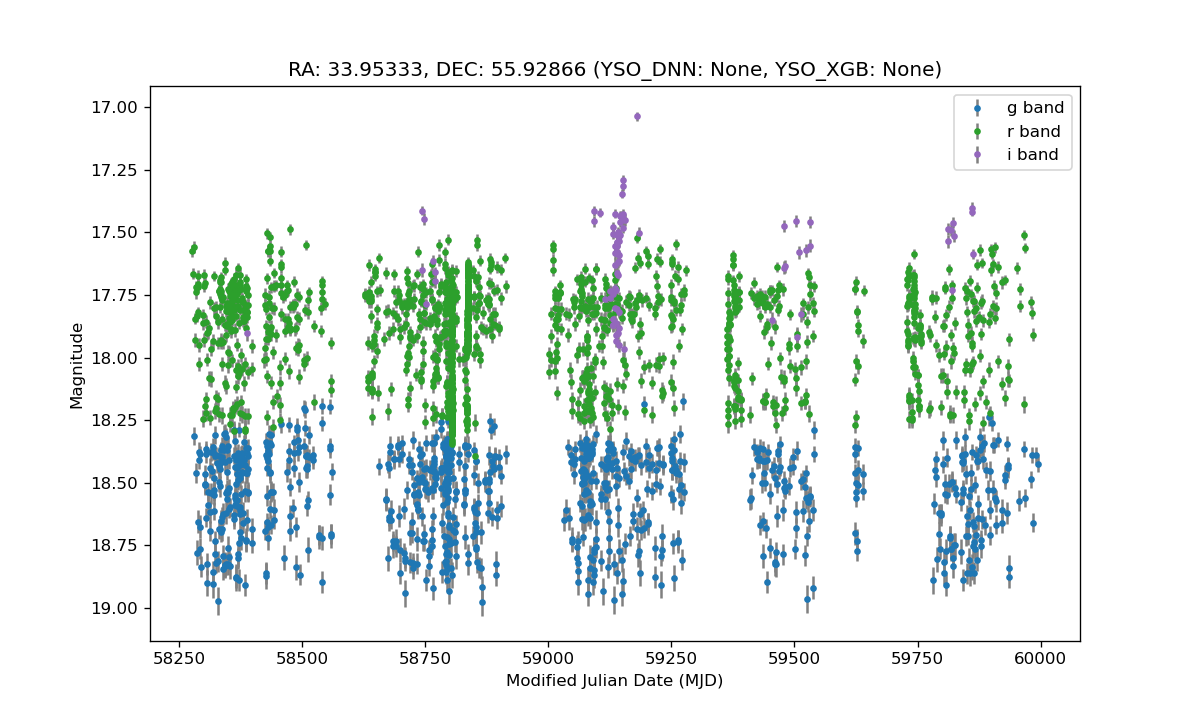 RA: 33.95333, DEC: 55.92866 (YSO_DNN: None, YSO_XGB: None)
g band
r band
i band
17.00
17.25
17.50
17.75
18.00
18.25
18.50
18.75
19.00
Magnitude
58250 58500 58750 59000 59250 59500 59750 60000
Modified Julian Date (MJD)